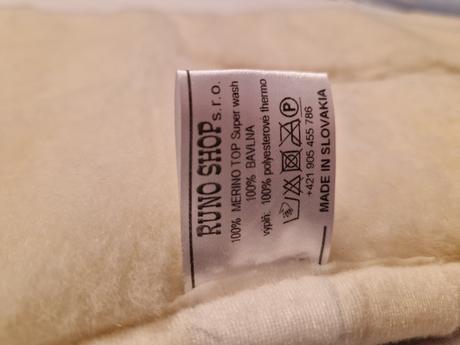 RUNO SHOP s.r.o.
100% MERINO TOP Super wash
100% BAVLNA
výplň: 100% polyesterové thermo
P
+421 905 455 786
MADE IN SLOVAKIA